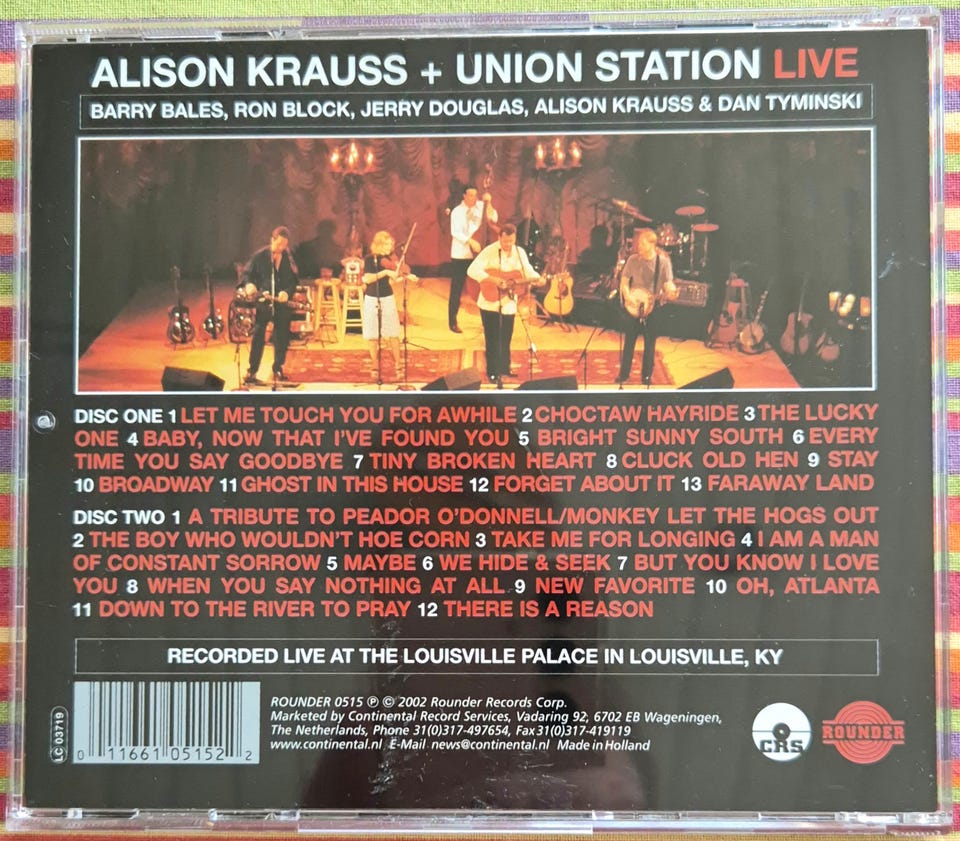 ALISON KRAUSS + UNION STATION LIVE
BARRY BALES, RON BLOCK, JERRY DOUGLAS, ALISON KRAUSS & DAN TYMINSKI
DISC ONE 1 LET ME TOUCH YOU FOR AWHILE 2 CHOCTAW HAYRIDE 3 THE LUCKY
ONE 4 BABY, NOW THAT I'VE FOUND YOU 5 BRIGHT SUNNY SOUTH 6 EVERY
TIME YOU SAY GOODBYE 7 TINY BROKEN HEART 8 CLUCK OLD HEN 9 STAY
10 BROADWAY 11 GHOST IN THIS HOUSE 12 FORGET ABOUT IT 13 FARAWAY LAND
DISC TWO 1 A TRIBUTE TO PEADOR O'DONNELL/MONKEY LET THE HOGS OUT
2 THE BOY WHO WOULDN'T HOE CORN 3 TAKE ME FOR LONGING 4 I AM A MAN
OF CONSTANT SORROW 5 MAYBE 6 WE HIDE & SEEK 7 BUT YOU KNOW I LOVE
YOU 8 WHEN YOU SAY NOTHING AT ALL 9 NEW FAVORITE 10 OH, ATLANTA
11 DOWN TO THE RIVER TO PRAY 12 THERE IS A REASON
RECORDED LIVE AT THE LOUISVILLE PALACE IN LOUISVILLE, KY
LC 03719
0 11661 05152 2
ROUNDER 0515 ℗ © 2002 Rounder Records Corp.
Marketed by Continental Record Services, Vadaring 92, 6702 EB Wageningen,
The Netherlands, Phone 31(0)317-497654, Fax31(0)317-419119
www.continental.nl E-Mail news@continental.nl Made in Holland
CRS
ROUNDER